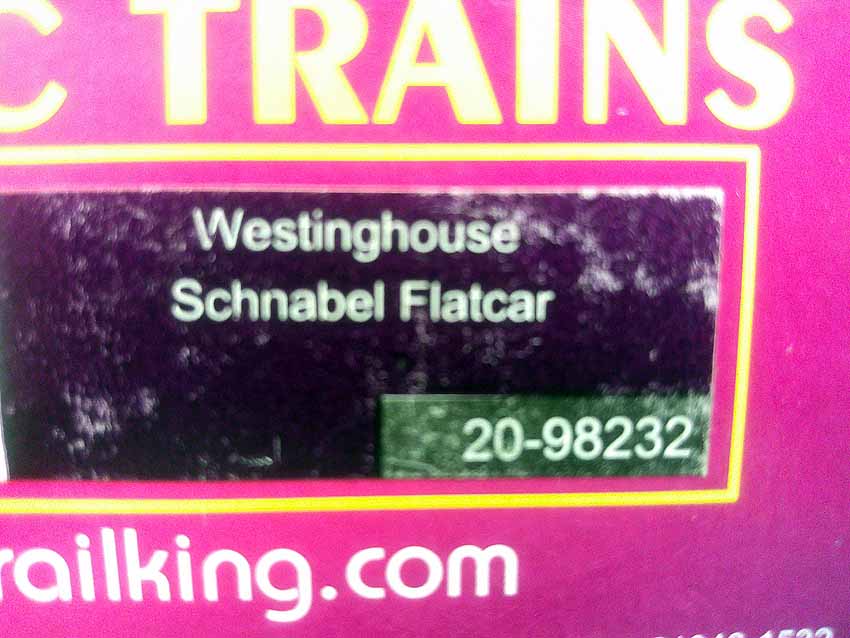 C TRAINS
Westinghouse
Schnabel Flatcar
20-98232
railking.com